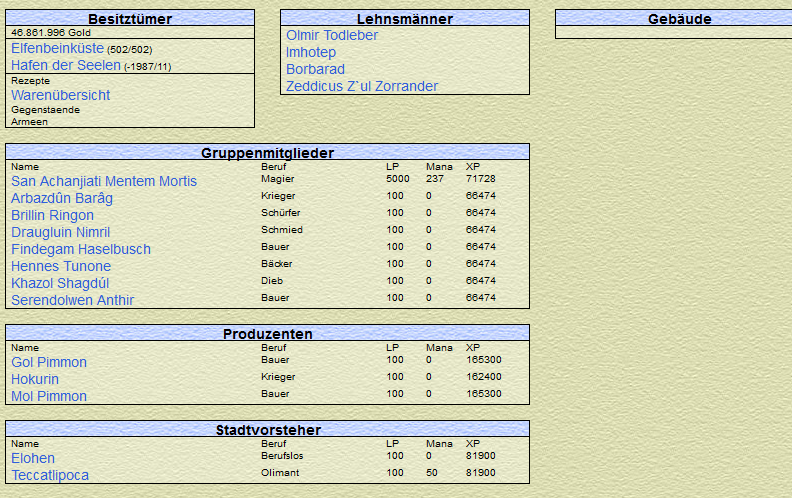 Besitztümer
46.861.996 Gold
Elfenbeinküste (502/502)
Hafen der Seelen (-1987/11)
Rezepte
Warenübersicht
Gegenstaende
Armeen
Lehnsmänner
Olmir Todleber
Imhotep
Borbarad
Zeddicus Z`ul Zorrander
Gebäude
Gruppenmitglieder
Name Beruf LP Mana XP
San Achanjiati Mentem Mortis Magier 5000 237 71728
Arbazdûn Barâg Krieger 100 0 66474
Brillin Ringon Schürfer 100 0 66474
Draugluin Nimril Schmied 100 0 66474
Findegam Haselbusch Bauer 100 0 66474
Hennes Tunone Bäcker 100 0 66474
Khazol Shagdúl Dieb 100 0 66474
Serendolwen Anthir Bauer 100 0 66474
Produzenten
Name Beruf LP Mana XP
Gol Pimmon Bauer 100 0 165300
Hokurin Krieger 100 0 162400
Mol Pimmon Bauer 100 0 165300
Stadtvorsteher
Name Beruf LP Mana XP
Elohen Berufslos 100 0 81900
Teccatlipoca Olimant 100 50 81900